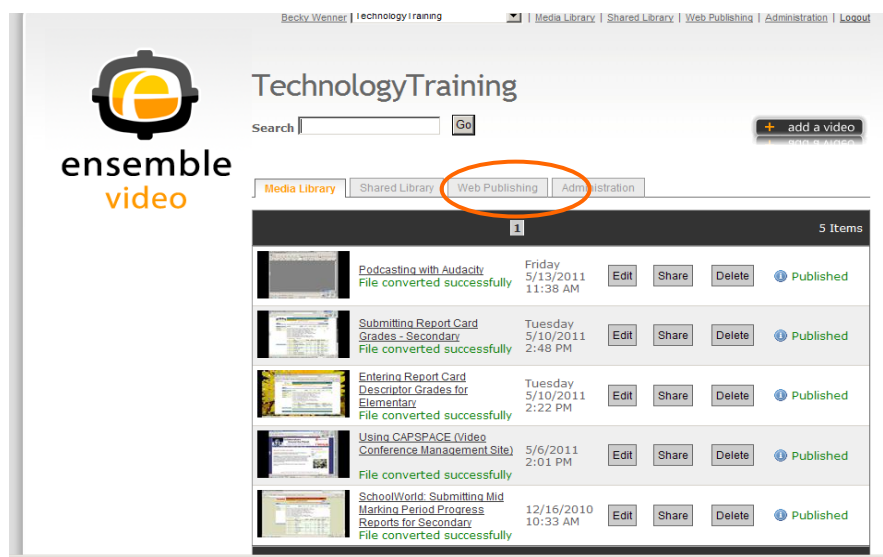 Becky Wenner | TechnologyTraining | Media Library | Shared Library | Web Publishing | Administration | Logout
TechnologyTraining
Search Go
+ add a video
ensemble
video
Media Library Shared Library Web Publishing Administration
1 5 Items
Podcasting with Audacity
File converted successfully
Friday
5/13/2011
11:38 AM
Edit Share Delete Published
Submitting Report Card
Grades - Secondary
File converted successfully
Tuesday
5/10/2011
2:48 PM
Edit Share Delete Published
Entering Report Card
Descriptor Grades for
Elementary
File converted successfully
Tuesday
5/10/2011
2:22 PM
Edit Share Delete Published
Using CAPSPACE (Video
Conference Management Site)
File converted successfully
5/6/2011
2:01 PM
Edit Share Delete Published
SchoolWorld: Submitting Mid
Marking Period Progress
Reports for Secondary
File converted successfully
12/16/2010
10:33 AM
Edit Share Delete Published